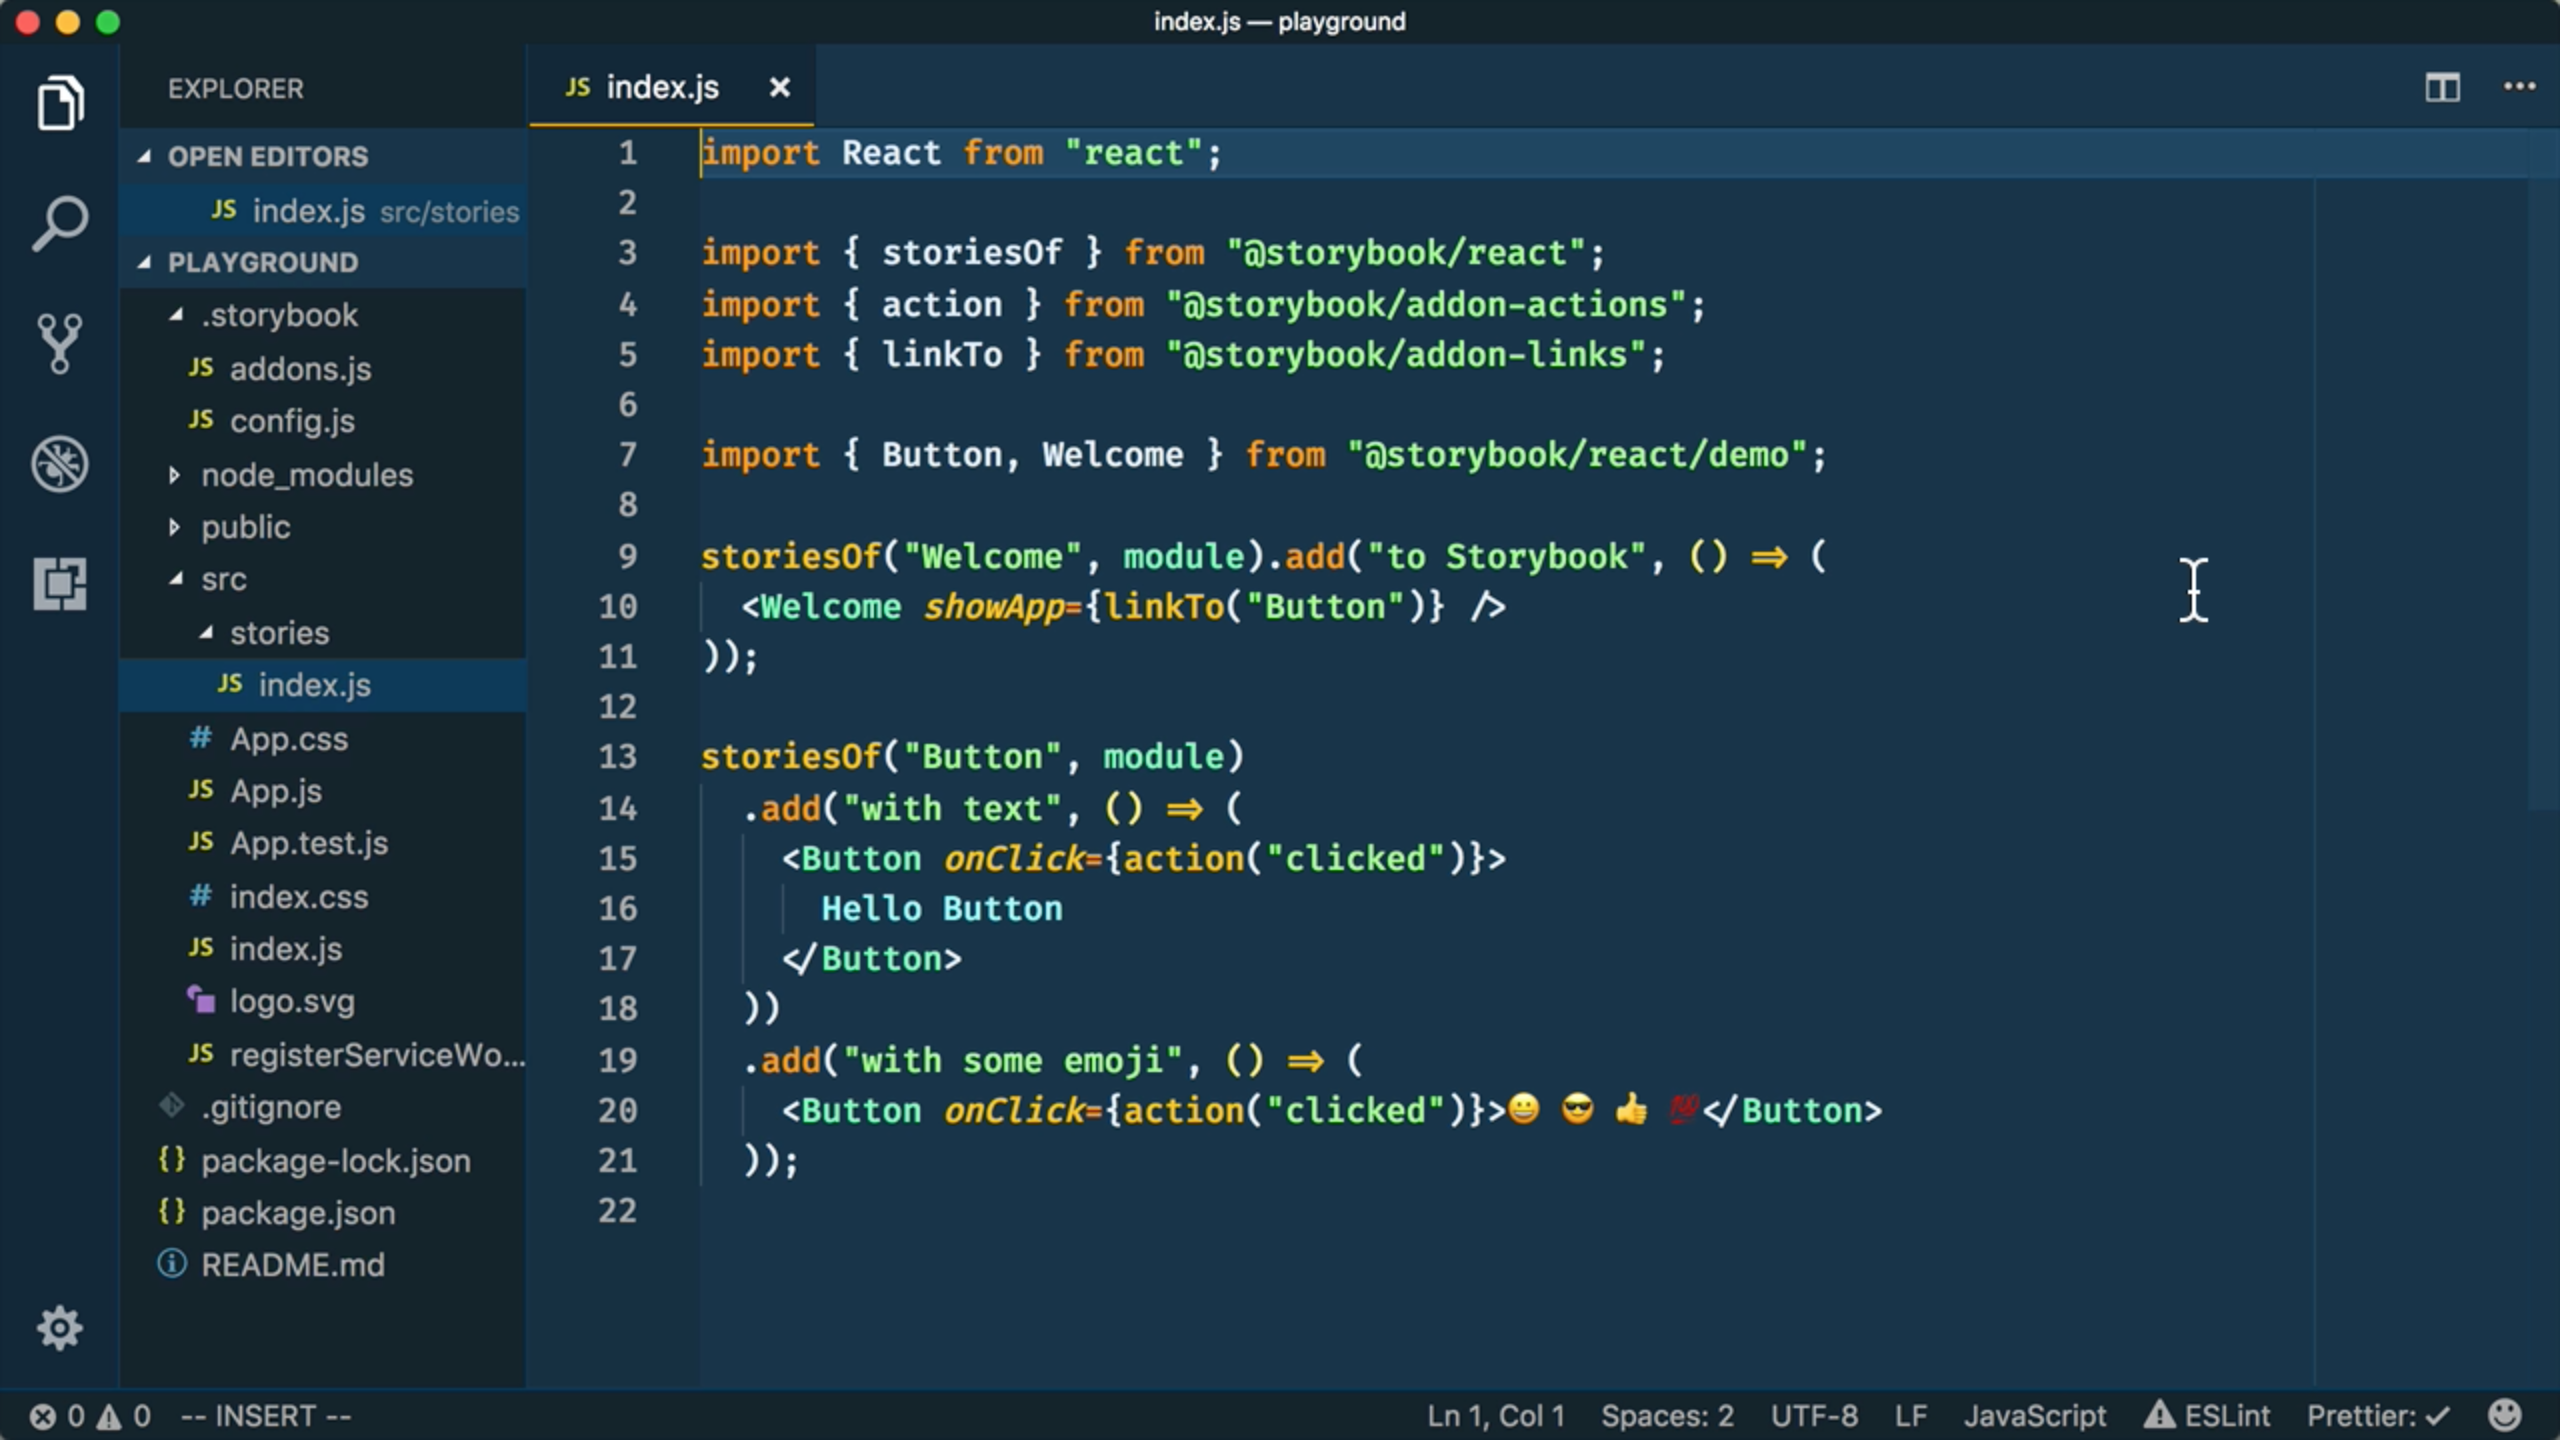 index.js — playground
EXPLORER
OPEN EDITORS
JS index.js src/stories
PLAYGROUND
.storybook
JS addons.js
JS config.js
node_modules
public
src
stories
JS index.js
# App.css
JS App.js
JS App.test.js
# index.css
JS index.js
logo.svg
JS registerServiceWo...
.gitignore
{} package-lock.json
{} package.json
README.md
JS index.js
1 import React from "react";
2
3 import { storiesOf } from "@storybook/react";
4 import { action } from "@storybook/addon-actions";
5 import { linkTo } from "@storybook/addon-links";
6
7 import { Button, Welcome } from "@storybook/react/demo";
8
9 storiesOf("Welcome", module).add("to Storybook", () => (
10   <Welcome showApp={linkTo("Button")} />
11 ));
12
13 storiesOf("Button", module)
14   .add("with text", () => (
15     <Button onClick={action("clicked")}>
16       Hello Button
17     </Button>
18   ))
19   .add("with some emoji", () => (
20     <Button onClick={action("clicked")}>😀 😎 👍 💯</Button>
21   ));
22
0 0 -- INSERT -- Ln 1, Col 1 Spaces: 2 UTF-8 LF JavaScript ESLint Prettier: ✓